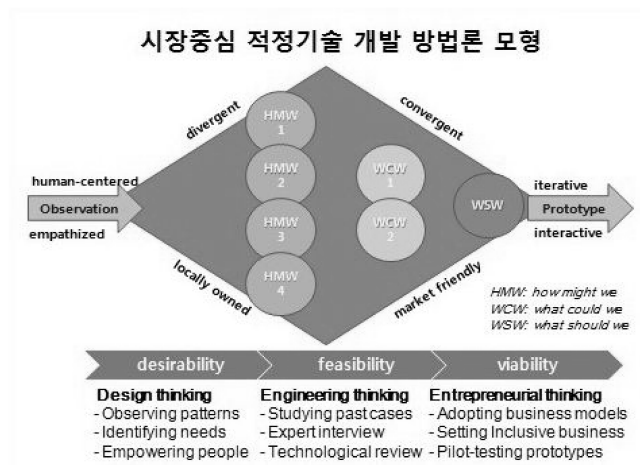 시장중심 적정기술 개발 방법론 모형
divergent
convergent
HMW
1
HMW
2
HMW
3
HMW
4
WCW
1
WCW
2
WSW
human-centered
Observation
empathized
iterative
Prototype
interactive
locally owned
market friendly
HMW: how might we
WCW: what could we
WSW: what should we
desirability
feasibility
viability
Design thinking
- Observing patterns
- Identifying needs
- Empowering people
Engineering thinking
- Studying past cases
- Expert interview
- Technological review
Entrepreneurial thinking
- Adopting business models
- Setting Inclusive business
- Pilot-testing prototypes